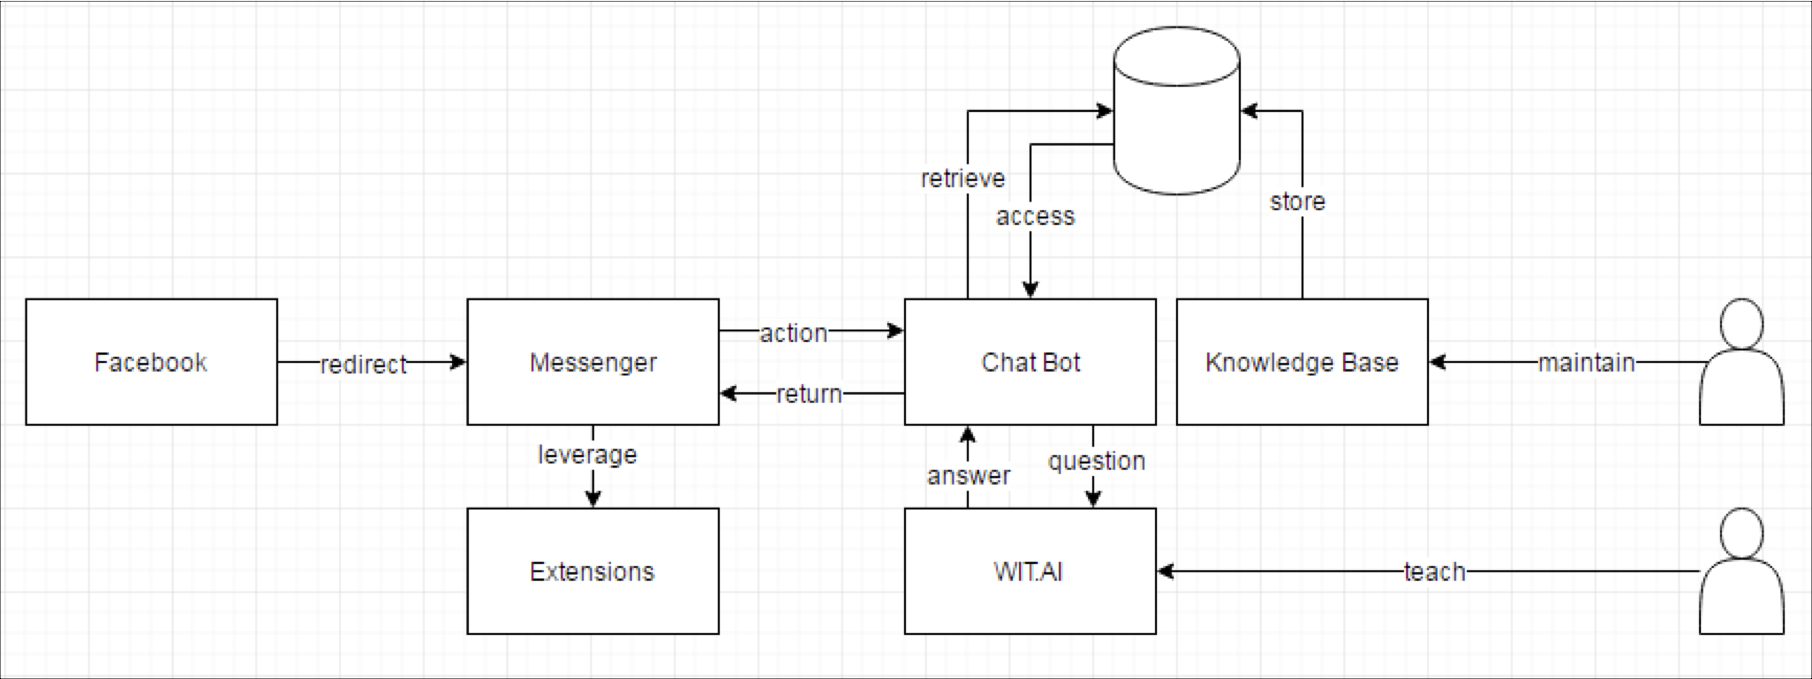 retrieve
access
store
Facebook
redirect
Messenger
action
return
Chat Bot
Knowledge Base
maintain
leverage
answer
question
Extensions
WIT.AI
teach